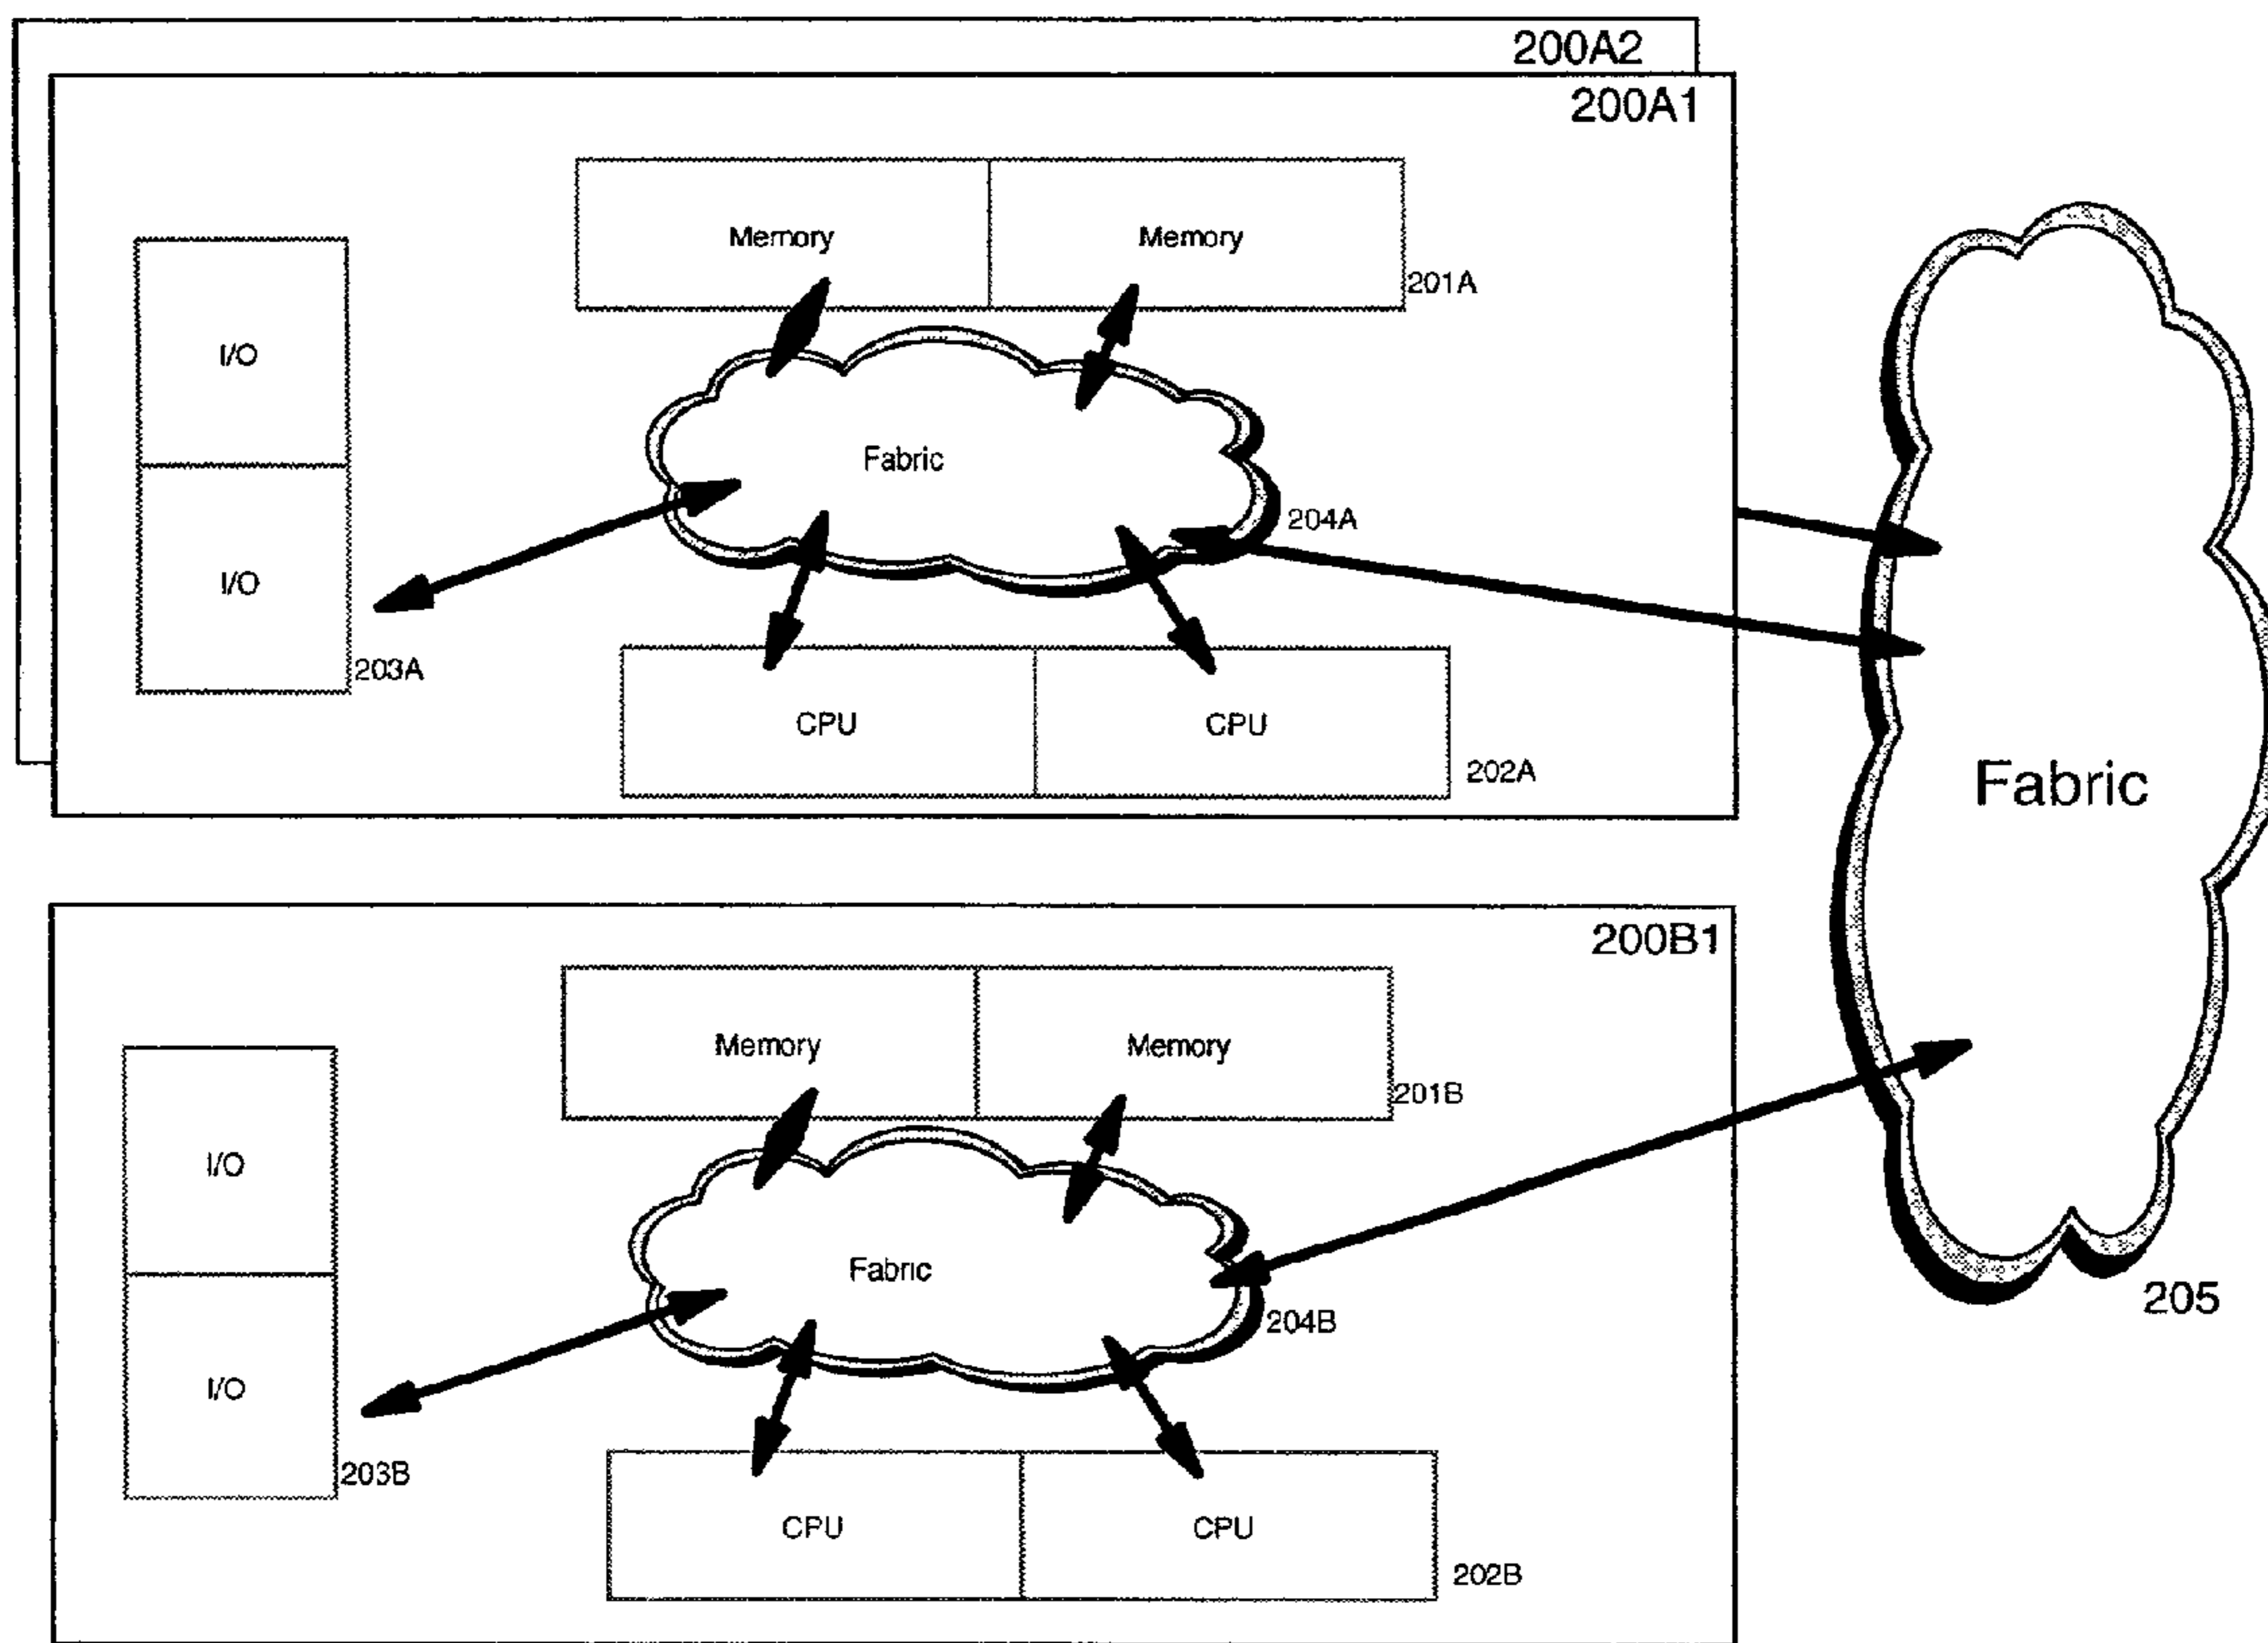 200A2
200A1
Memory
Memory
201A
I/O
Fabric
204A
I/O
203A
CPU
CPU
202A
Fabric
200B1
Memory
Memory
201B
I/O
Fabric
204B
205
I/O
203B
CPU
CPU
202B